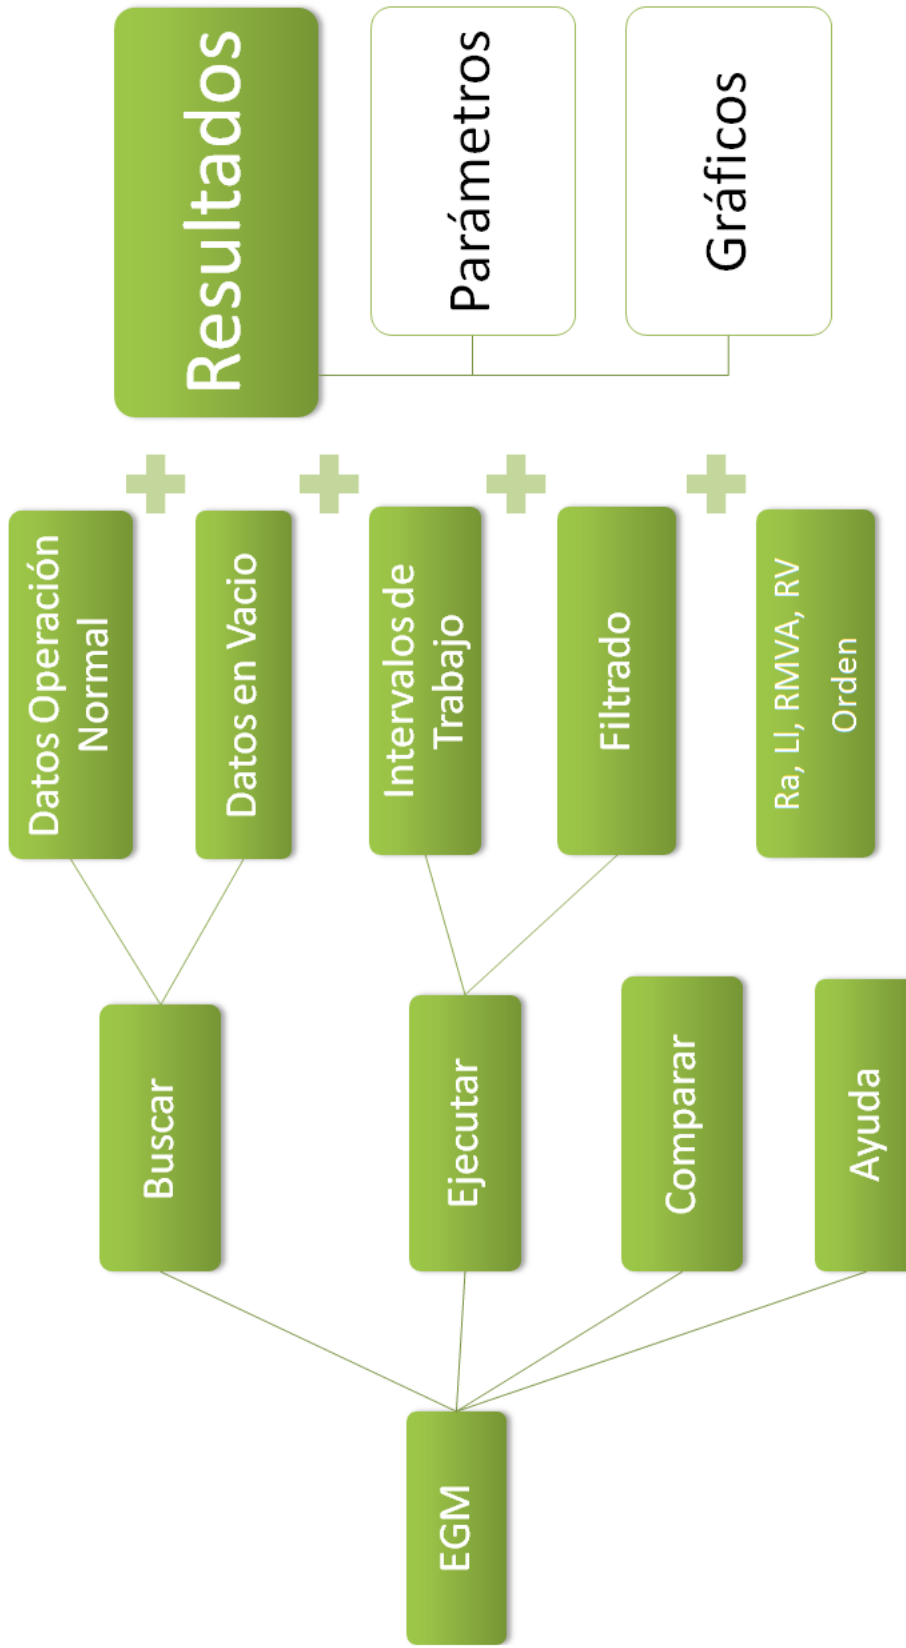 EGM
Buscar
Ejecutar
Comparar
Ayuda
Datos Operación
Normal
Datos en Vacio
Intervalos de
Trabajo
Filtrado
Ra, Ll, RMVA, RV
Orden
Resultados
Parámetros
Gráficos